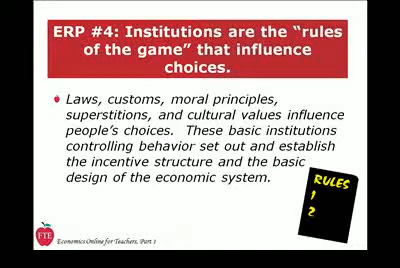 ERP #4: Institutions are the “rules
of the game” that influence
choices.
Laws, customs, moral principles,
superstitions, and cultural values influence
people’s choices. These basic institutions
controlling behavior set out and establish
the incentive structure and the basic
design of the economic system.
RULES
1
2
FTE
Economics Online for Teachers, Part 1